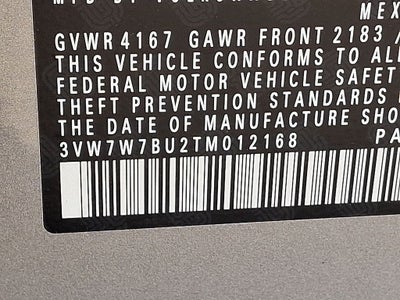 MEX
GVWR 4167 GAWR FRONT 2183 /
THIS VEHICLE CONFORMS TO AL
FEDERAL MOTOR VEHICLE SAFET
THEFT PREVENTION STANDARDS
THE DATE OF MANUFACTURE SHO
3VW7W7BU2TM012168 PA